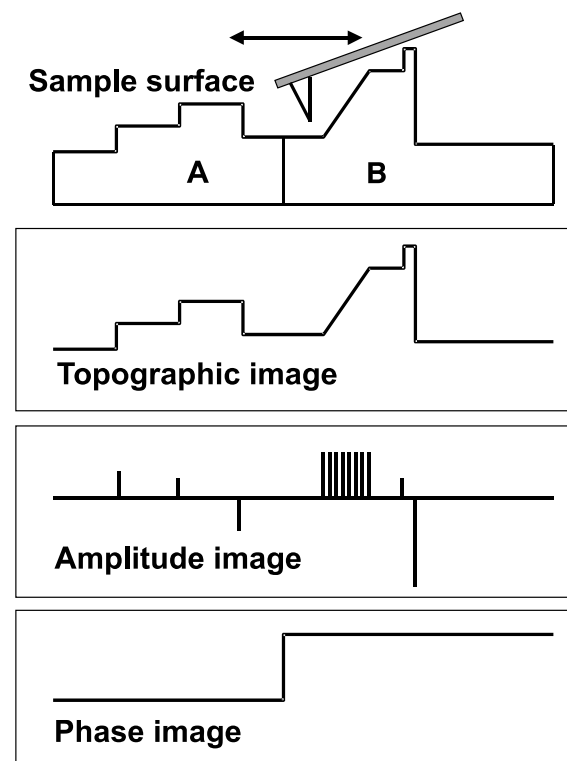 Sample surface
A
B
Topographic image
Amplitude image
Phase image